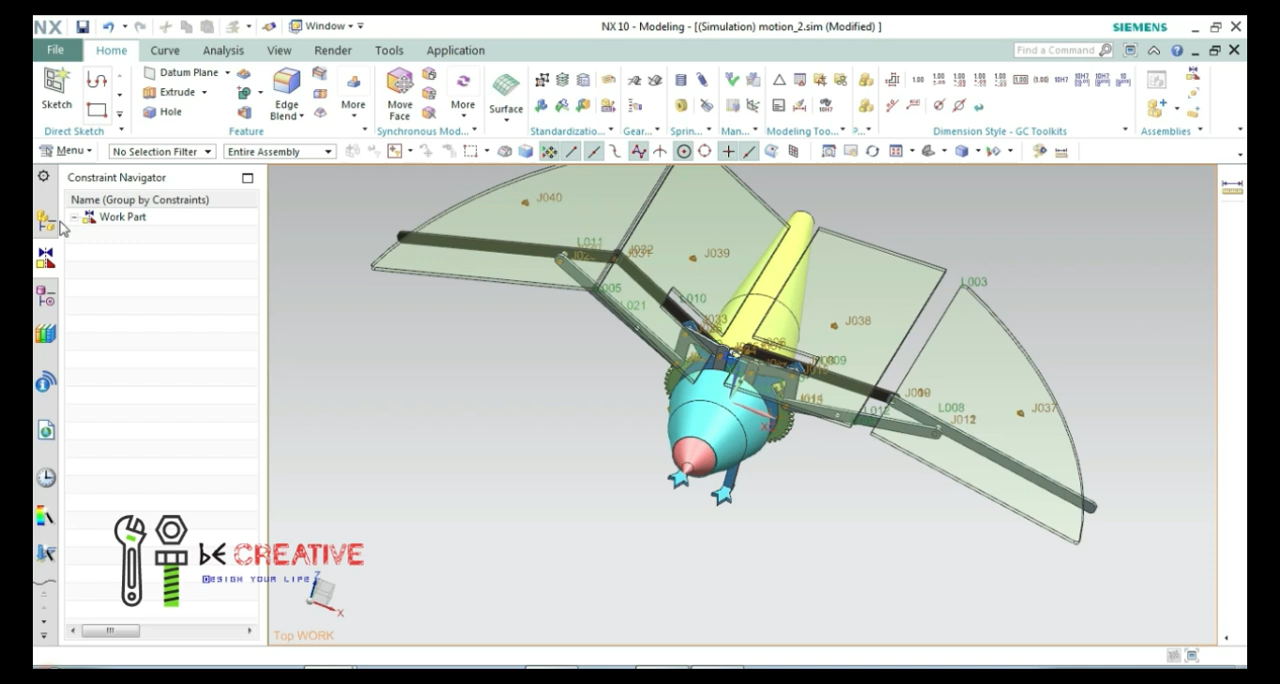 NX
Window
NX 10 - Modeling - [(Simulation) motion_2.sim (Modified) ]
SIEMENS
File
Home
Curve
Analysis
View
Render
Tools
Application
Find a Command
Sketch
Datum Plane
Extrude
Hole
Edge
Blend
More
Move
Face
More
Surface
Direct Sketch
Feature
Synchronous Mod...
Standardizatio...
Gear...
Sprin...
Man...
Modeling Too...
P...
Dimension Style - GC Toolkits
Assemblies
Menu
No Selection Filter
Entire Assembly
Constraint Navigator
Name (Group by Constraints)
Work Part
J040
L011
J039
L005
L021
L010
J033
J038
L003
L009
L008
J037
J012
L012
bE CREATIVE
DESIGN YOUR LIFE
X
Top WORK